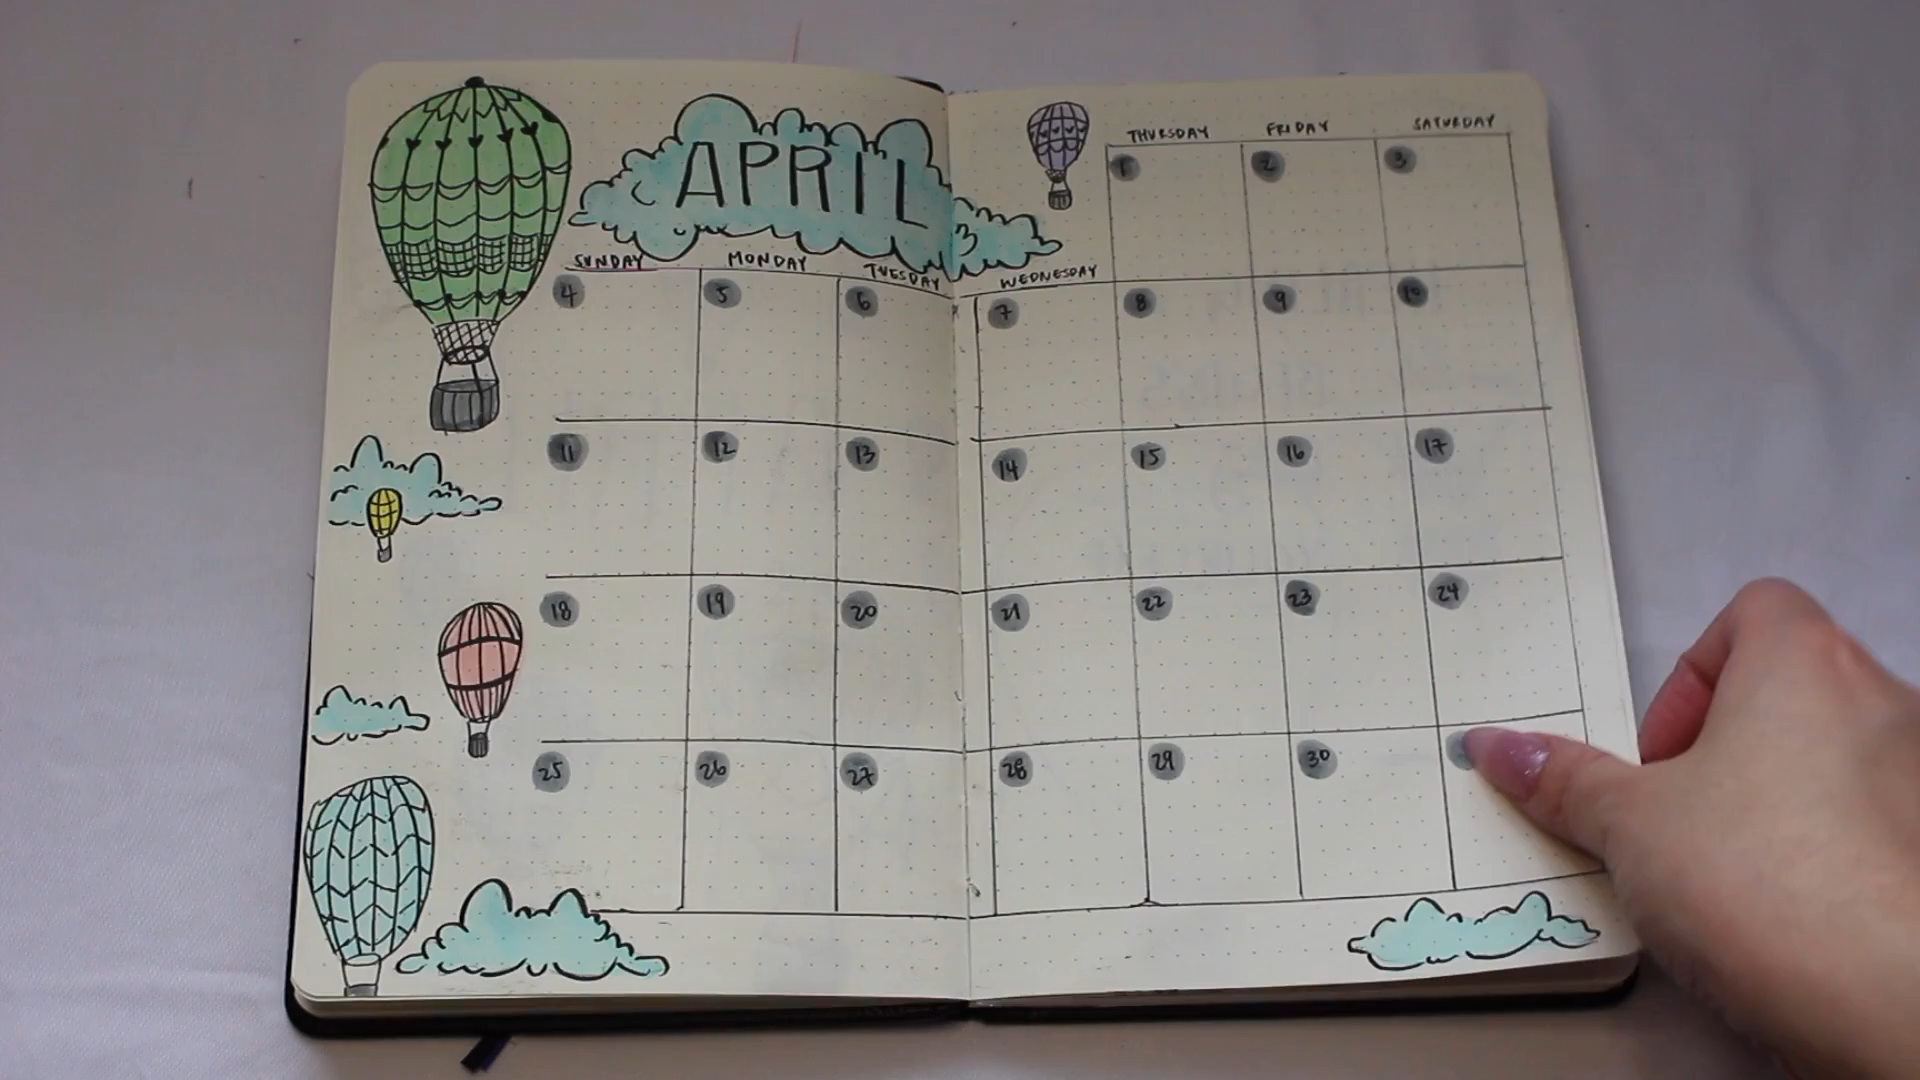 APRIL
THURSDAY FRIDAY SATURDAY
1 2 3
SUNDAY MONDAY TUESDAY WEDNESDAY
4 5 6 7 8 9 10
11 12 13 14 15 16 17
18 19 20 21 22 23 24
25 26 27 28 29 30